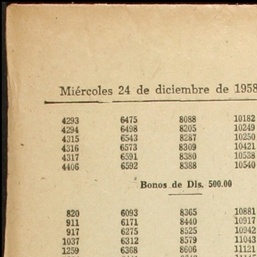 Miércoles 24 de diciembre de 1958
4293 6475 8088 10182
4294 6498 8205 10249
4315 6543 8287 10250
4316 6573 8309 10421
4317 6591 8380 10538
4406 6592 8388 10540
Bonos de Dls. 500.00
820 6093 8365 10881
911 6171 8440 10917
917 6275 8525 10942
1037 6312 8579 11043
1259 6368 8606 11121